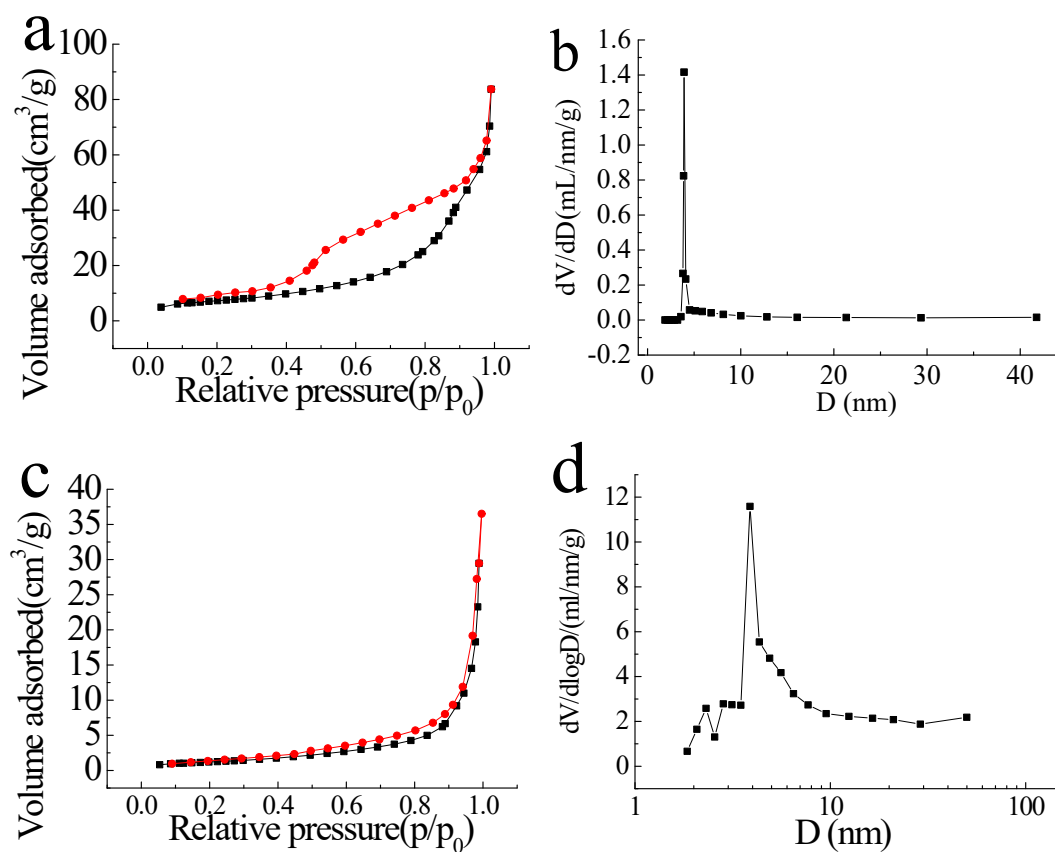 a
Volume adsorbed(cm³/g)
100
80
60
40
20
0
0.0 0.2 0.4 0.6 0.8 1.0
Relative pressure(p/p₀)
b
dV/dD(mL/nm/g)
1.6
1.4
1.2
1.0
0.8
0.6
0.4
0.2
0.0
-0.2
0 10 20 30 40
D (nm)
c
Volume adsorbed(cm³/g)
40
35
30
25
20
15
10
5
0
0.0 0.2 0.4 0.6 0.8 1.0
Relative pressure(p/p₀)
d
dV/dlogD/(ml/nm/g)
12
10
8
6
4
2
0
1 10 100
D (nm)